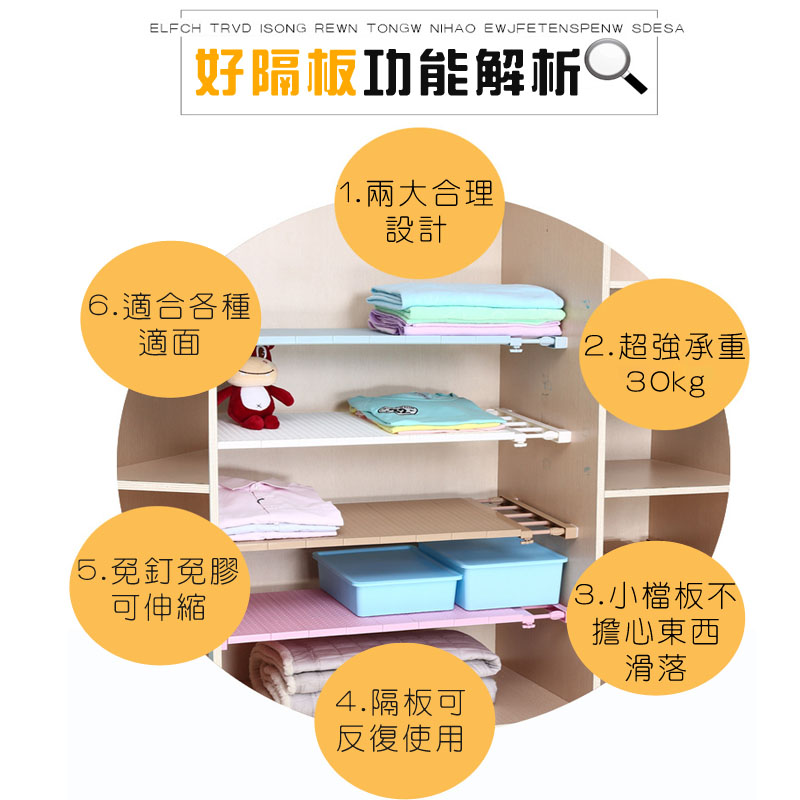 ELFCH TRVD ISONG REWN TONGW NIHAO EWJFETENSPENW SDESA
好隔板功能解析
1.兩大合理
設計
2.超強承重
30kg
3.小檔板不
擔心東西
滑落
4.隔板可
反復使用
5.免釘免膠
可伸縮
6.適合各種
適面